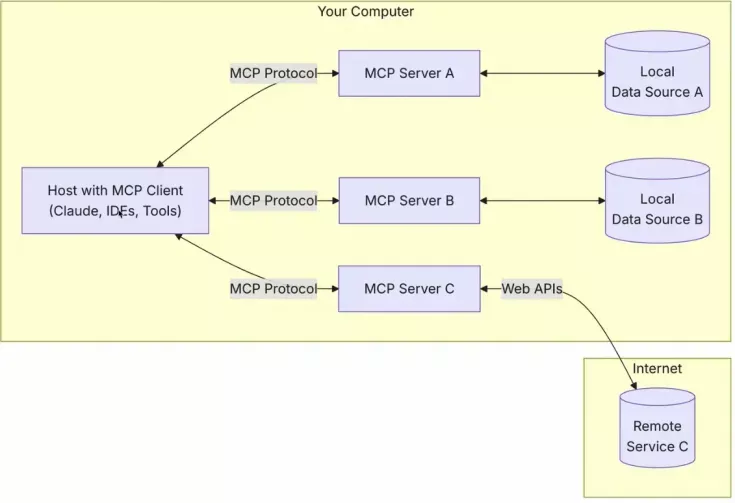 Your Computer
MCP Protocol
MCP Server A
Local
Data Source A
Host with MCP Client
(Claude, IDEs, Tools)
MCP Protocol
MCP Server B
Local
Data Source B
MCP Protocol
MCP Server C
Web APIs
Internet
Remote
Service C